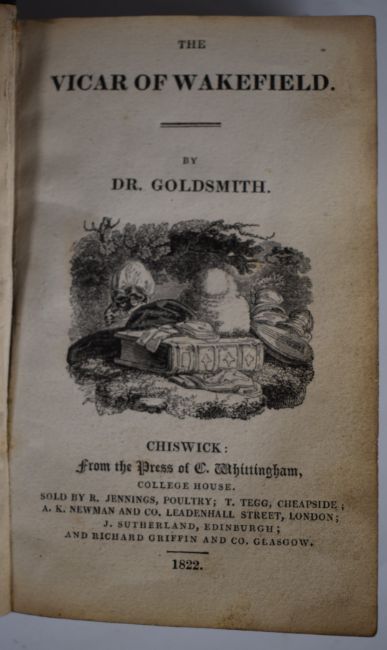 THE
VICAR OF WAKEFIELD.
BY
DR. GOLDSMITH.
CHISWICK:
From the Press of C. Whittingham,
COLLEGE HOUSE.
SOLD BY R. JENNINGS, POULTRY; T. TEGG, CHEAPSIDE;
A. K. NEWMAN AND CO. LEADENHALL STREET, LONDON;
J. SUTHERLAND, EDINBURGH;
AND RICHARD GRIFFIN AND CO. GLASGOW.
1822.